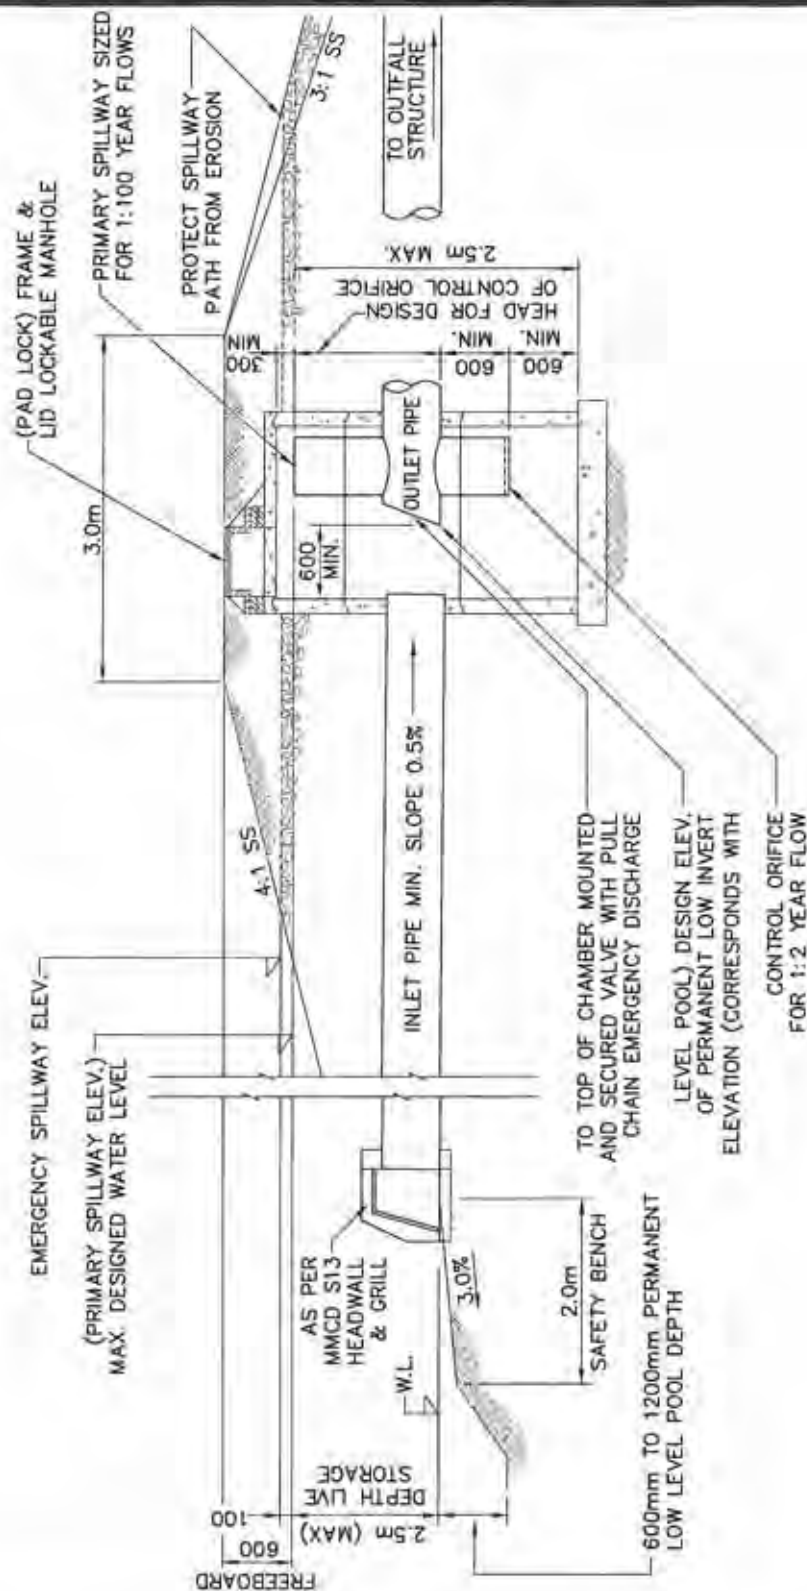 (PAD LOCK) FRAME &
LID LOCKABLE MANHOLE
PRIMARY SPILLWAY SIZED
FOR 1:100 YEAR FLOWS
PROTECT SPILLWAY
PATH FROM EROSION
3.0m
EMERGENCY SPILLWAY ELEV.
(PRIMARY SPILLWAY ELEV.)
MAX. DESIGNED WATER LEVEL
4:1 SS
3:1 SS
FREEBOARD
600
100
300
MIN
600
MIN.
HEAD FOR DESIGN
OF CONTROL ORIFICE
2.5m MAX.
600
MIN.
600
MIN.
TO OUTFALL
STRUCTURE
OUTLET PIPE
INLET PIPE MIN. SLOPE 0.5%
AS PER
MMCD S13
HEADWALL
& GRILL
W.L.
2.5m (MAX)
DEPTH LIVE
STORAGE
3.0%
2.0m
SAFETY BENCH
600mm TO 1200mm PERMANENT
LOW LEVEL POOL DEPTH
TO TOP OF CHAMBER MOUNTED
AND SECURED VALVE WITH PULL
CHAIN EMERGENCY DISCHARGE
LEVEL POOL) DESIGN ELEV.
OF PERMANENT LOW INVERT
ELEVATION (CORRESPONDS WITH
CONTROL ORIFICE
FOR 1:2 YEAR FLOW